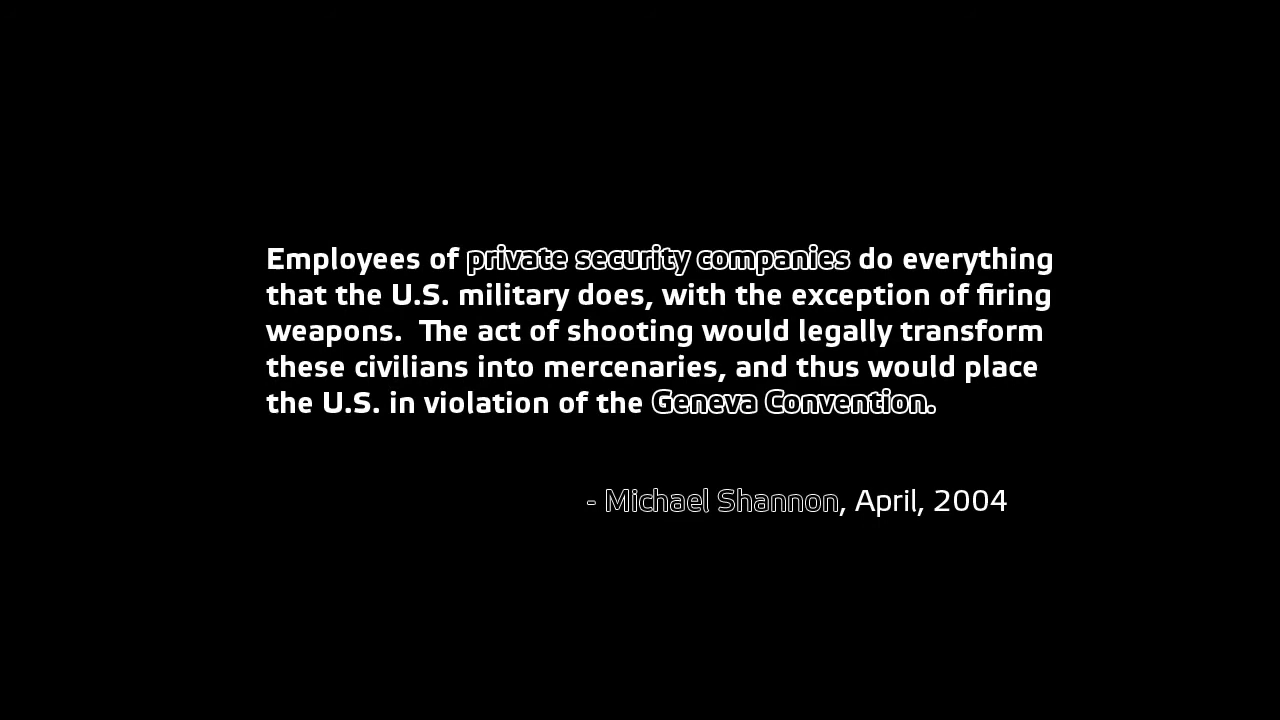 Employees of private security companies do everything
that the U.S. military does, with the exception of firing
weapons.  The act of shooting would legally transform
these civilians into mercenaries, and thus would place
the U.S. in violation of the Geneva Convention.
- Michael Shannon, April, 2004